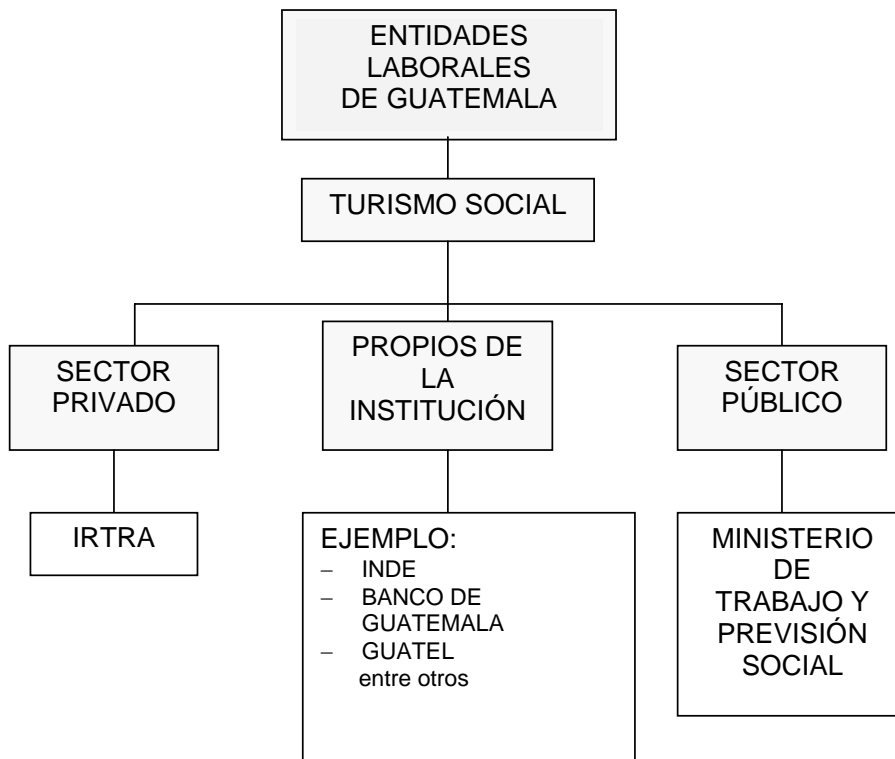 ENTIDADES
LABORALES
DE GUATEMALA
TURISMO SOCIAL
SECTOR
PRIVADO
PROPIOS DE
LA
INSTITUCIÓN
SECTOR
PÚBLICO
IRTRA
EJEMPLO:
– INDE
– BANCO DE
GUATEMALA
– GUATEL
entre otros
MINISTERIO
DE
TRABAJO Y
PREVISIÓN
SOCIAL